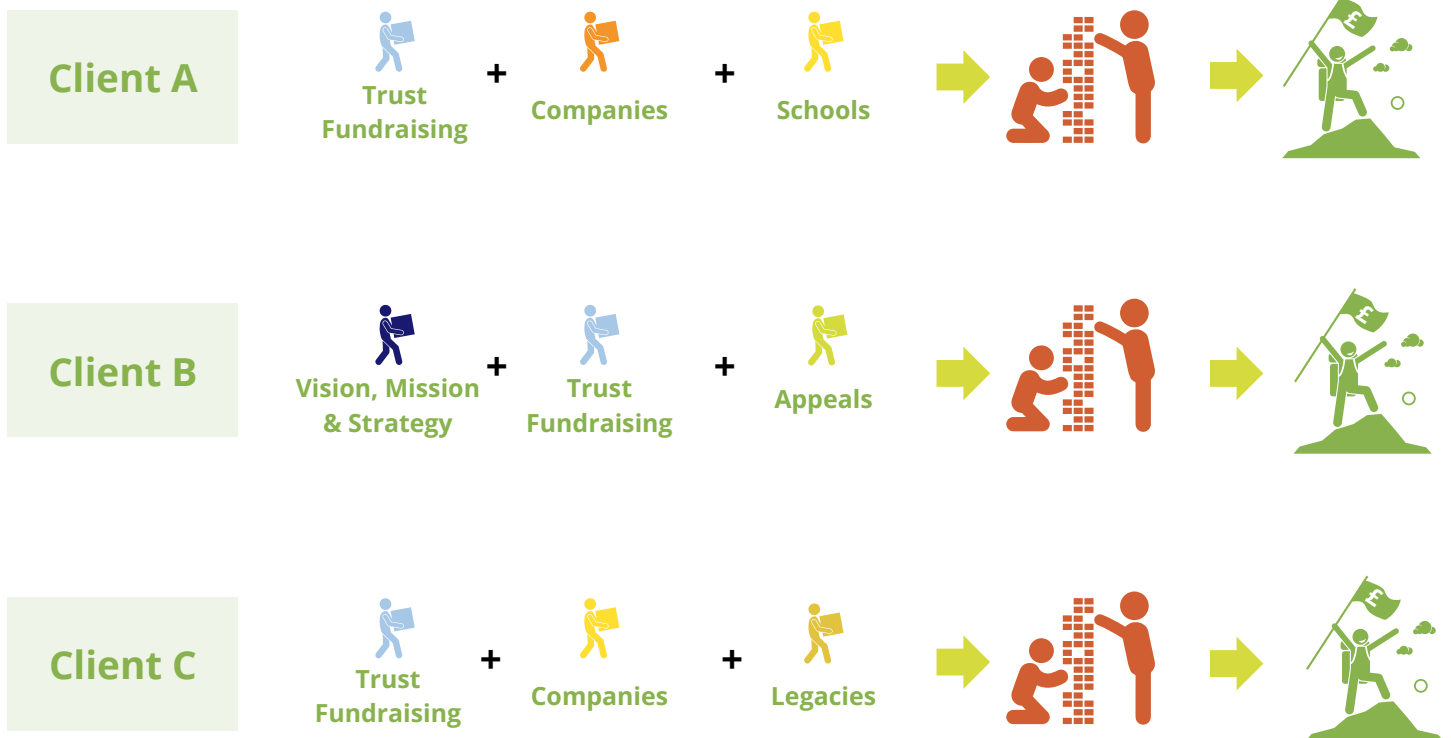 Client A
Trust
Fundraising
+
Companies
+
Schools
£
Client B
Vision, Mission
& Strategy
+
Trust
Fundraising
+
Appeals
£
Client C
Trust
Fundraising
+
Companies
+
Legacies
£